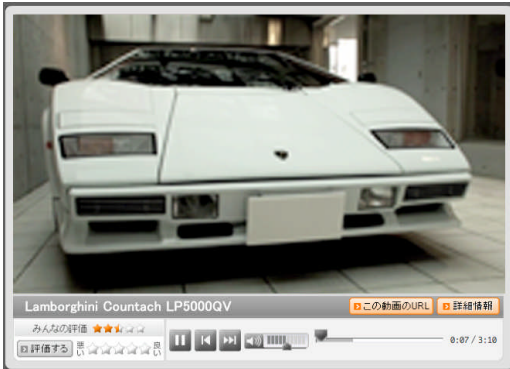 Lamborghini Countach LP5000QV
この動画のURL
詳細情報
みんなの評価
評価する
悪い
良い
0:07 / 3:10